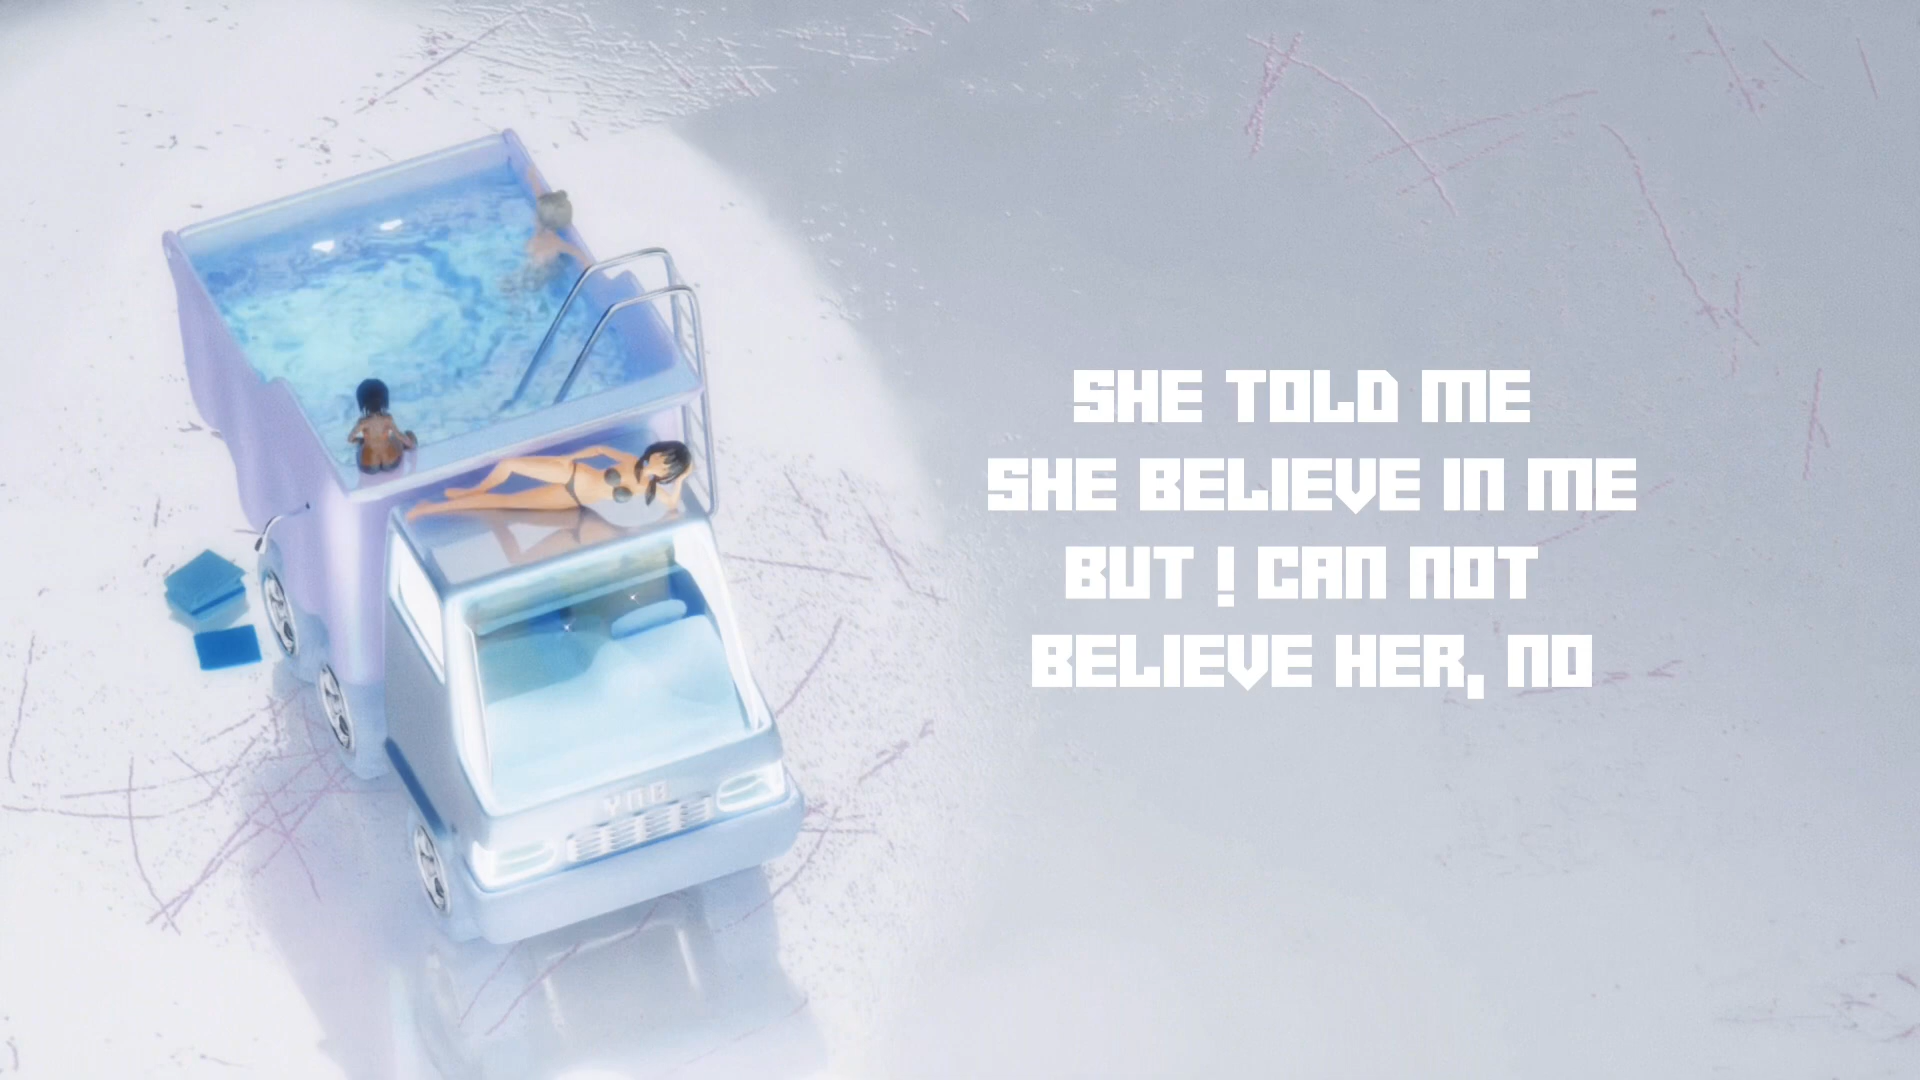 SHE TOLD ME
SHE BELIEVE IN ME
BUT ! CAN NOT
BELIEVE HER, NO